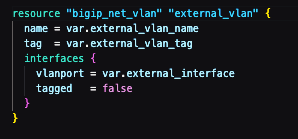 resource "bigip_net_vlan" "external_vlan" {
  name = var.external_vlan_name
  tag  = var.external_vlan_tag
  interfaces {
    vlanport = var.external_interface
    tagged   = false
  }
}